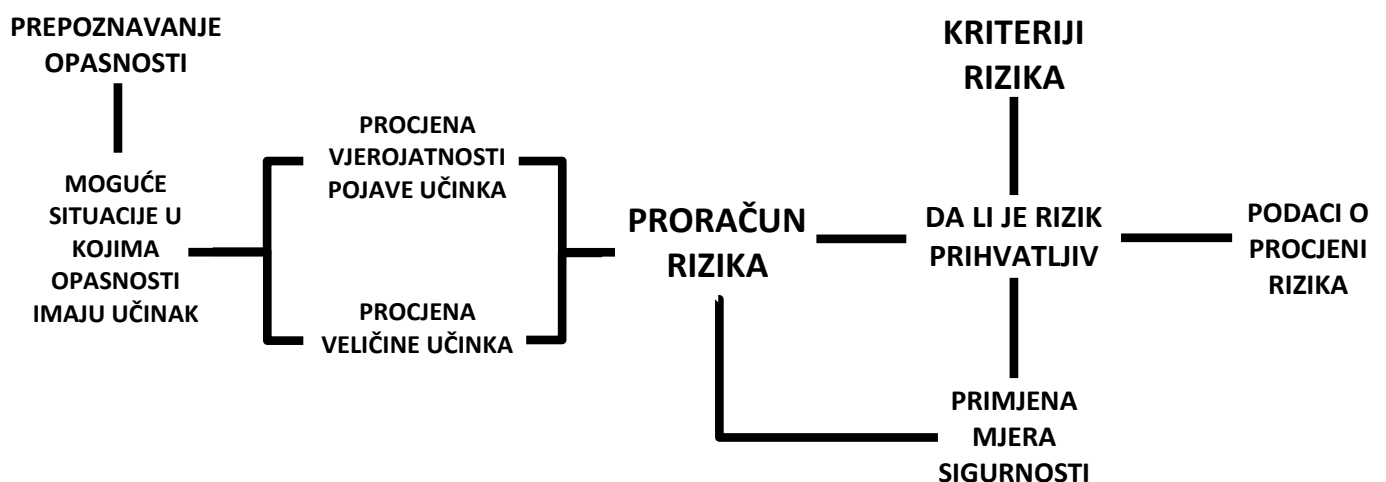 PREPOZNAVANJE
OPASNOSTI
MOGUĆE
SITUACIJE U
KOJIMA
OPASNOSTI
IMAJU UČINAK
PROCJENA
VJEROJATNOSTI
POJAVE UČINKA
PROCJENA
VELIČINE UČINKA
PRORAČUN
RIZIKA
KRITERIJI
RIZIKA
DA LI JE RIZIK
PRIHVATLJIV
PRIMJENA
MJERA
SIGURNOSTI
PODACI O
PROCJENI
RIZIKA